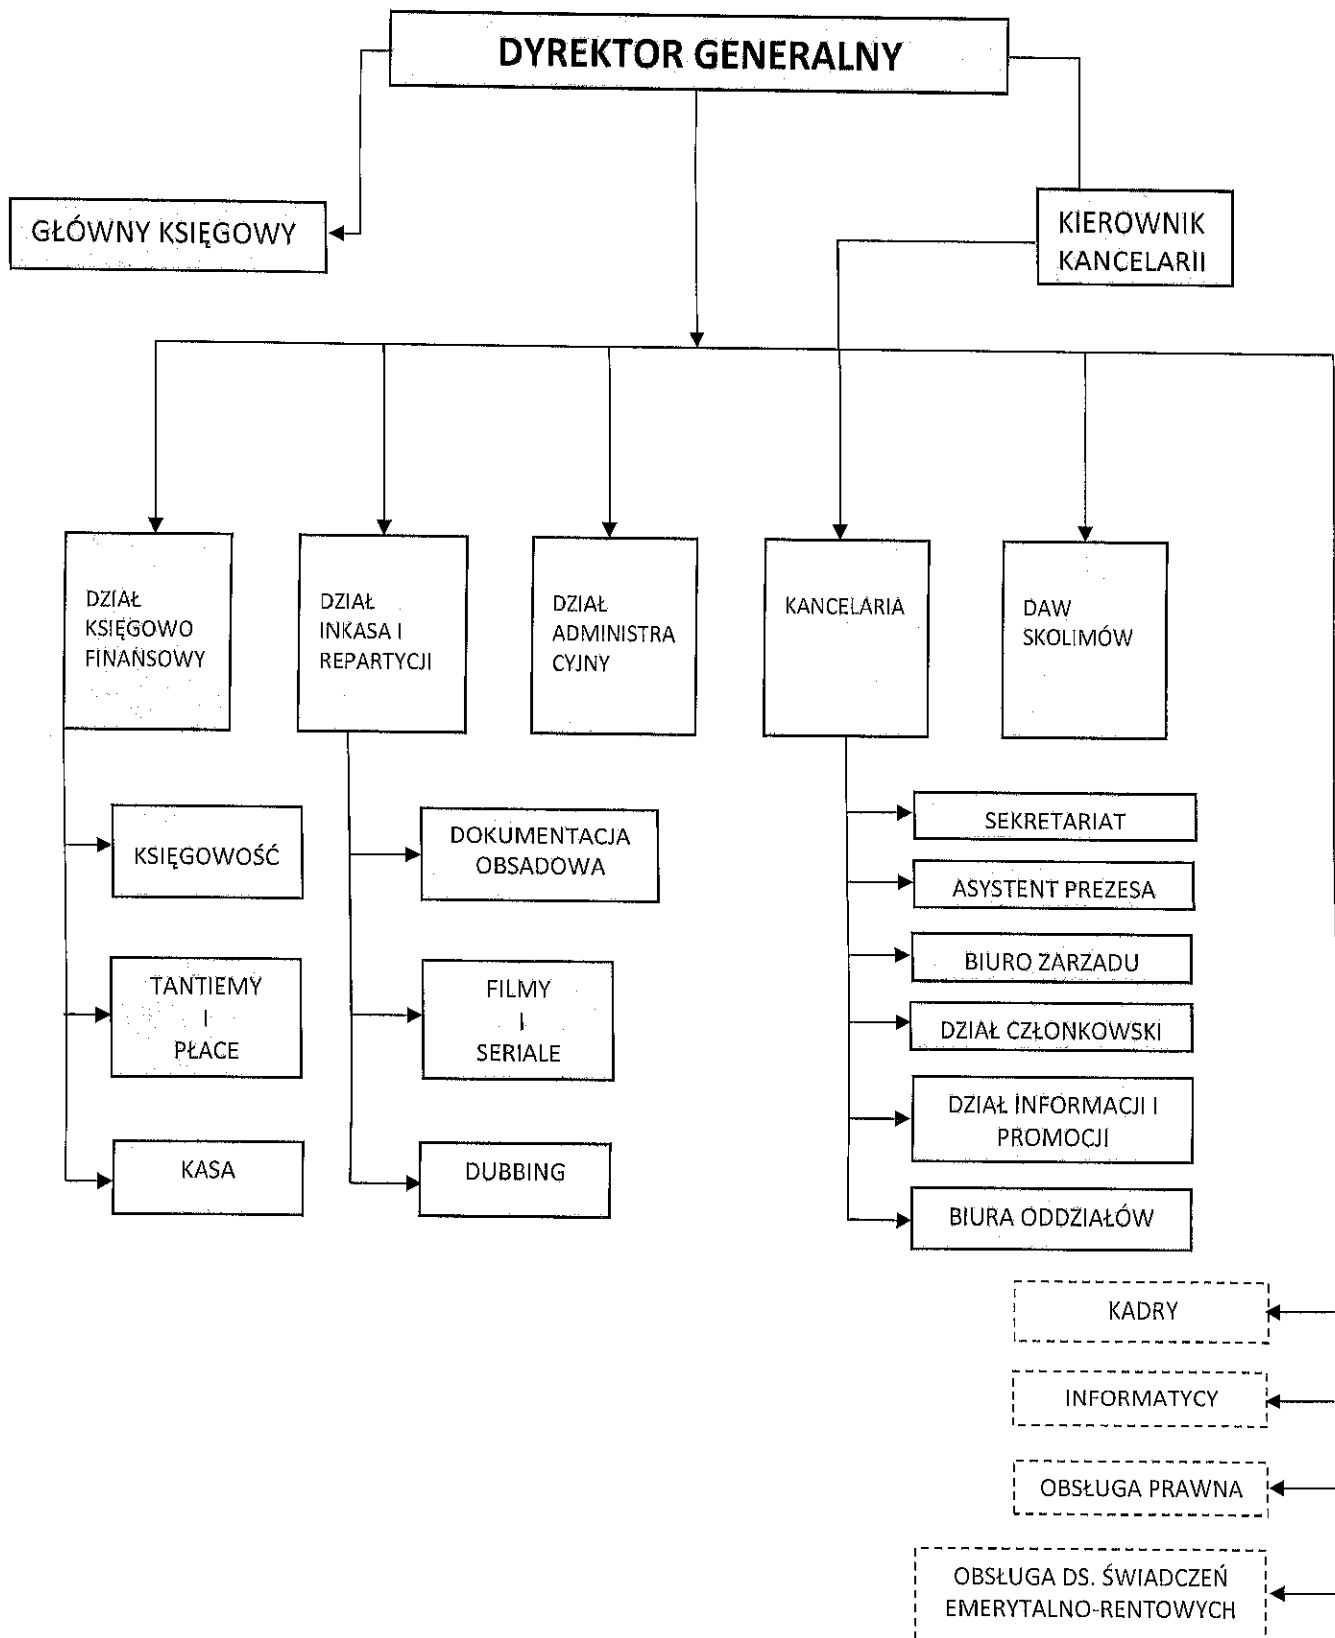 DYREKTOR GENERALNY
GŁÓWNY KSIĘGOWY
KIEROWNIK
KANCELARII
DZIAŁ
KSIĘGOWO
FINANSOWY
DZIAŁ
INKASA I
REPARTYCJI
DZIAŁ
ADMINISTRA
CYJNY
KANCELARIA
DAW
SKOLIMÓW
KSIĘGOWOŚĆ
TANTIEMY
I
PŁACE
KASA
DOKUMENTACJA
OBSADOWA
FILMY
I
SERIALE
DUBBING
SEKRETARIAT
ASYSTENT PREZESA
BIURO ZARZADU
DZIAŁ CZŁONKOWSKI
DZIAŁ INFORMACJI I
PROMOCJI
BIURA ODDZIAŁÓW
KADRY
INFORMATYCY
OBSŁUGA PRAWNA
OBSŁUGA DS. ŚWIADCZEŃ
EMERYTALNO-RENTOWYCH